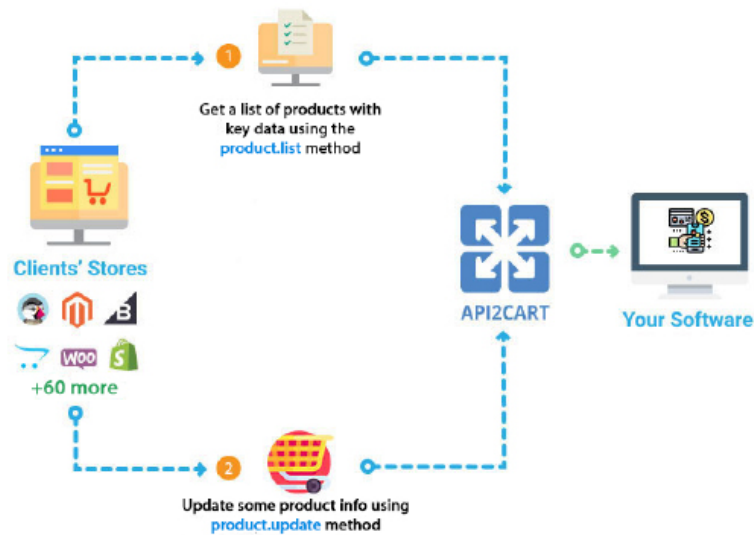 1
Get a list of products with
key data using the
product.list method
Clients' Stores
B
WOO
S
+60 more
API2CART
Your Software
$
2
Update some product info using
product.update method